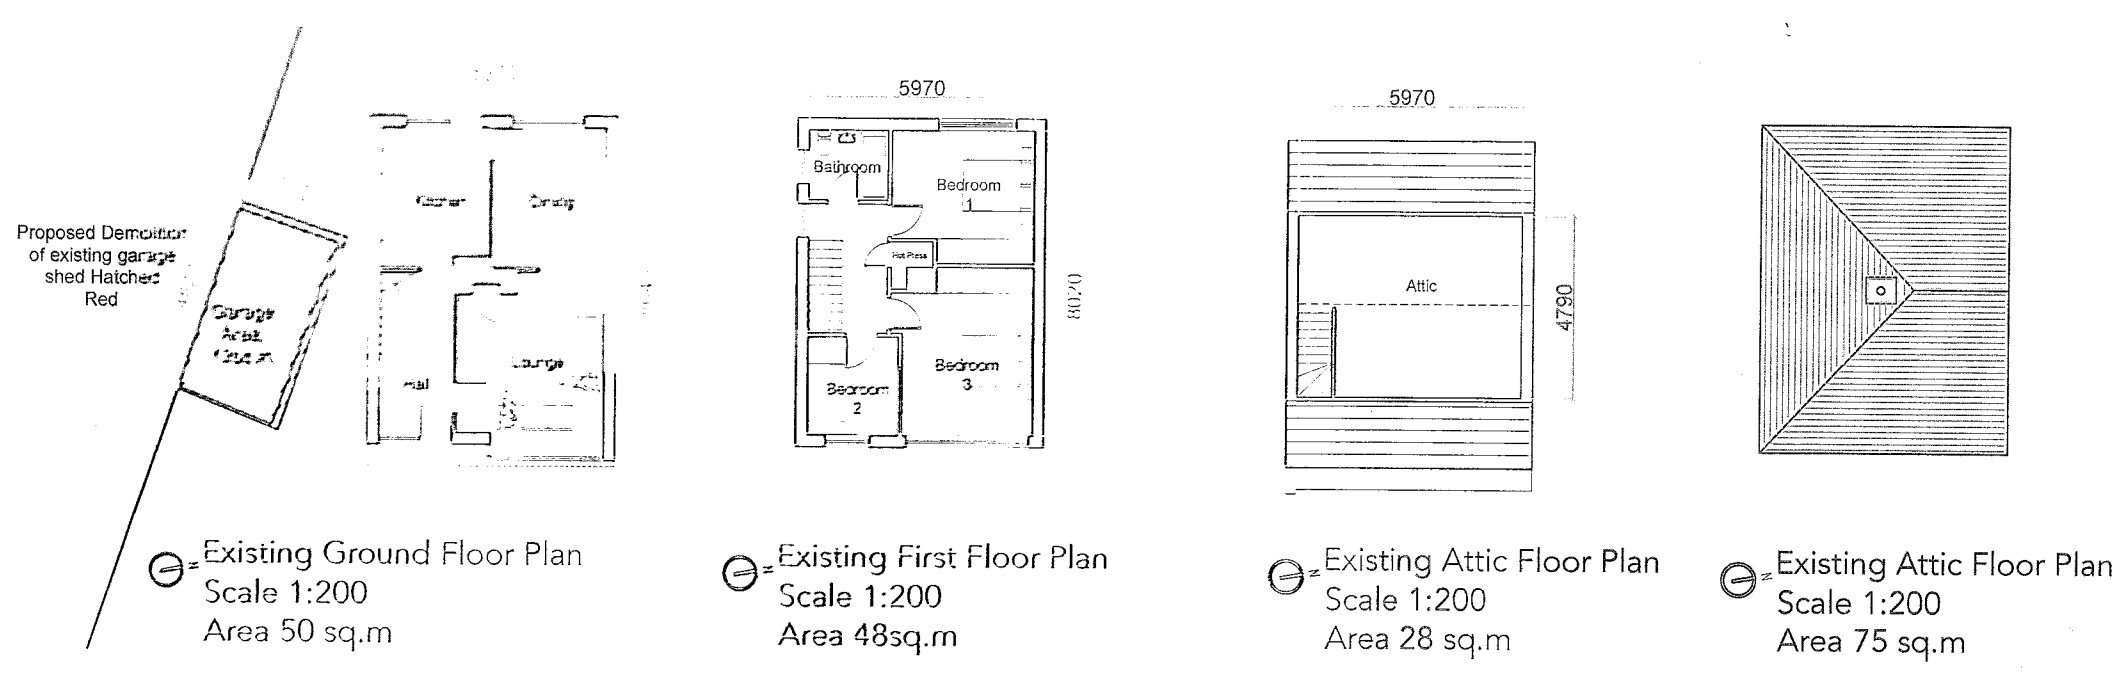 5970
5970
Bathroom
Bedroom
1
Kitchen
Dining
Proposed Demolition
of existing garage
shed Hatched
Red
Hot Press
Attic
8020
4790
Garage
Area
Lounge
Bedroom
3
Hall
Bedroom
2
Existing Ground Floor Plan
Scale 1:200
Area 50 sq.m
N
Existing First Floor Plan
Scale 1:200
Area 48sq.m
N
Existing Attic Floor Plan
Scale 1:200
Area 28 sq.m
N
Existing Attic Floor Plan
Scale 1:200
Area 75 sq.m
N